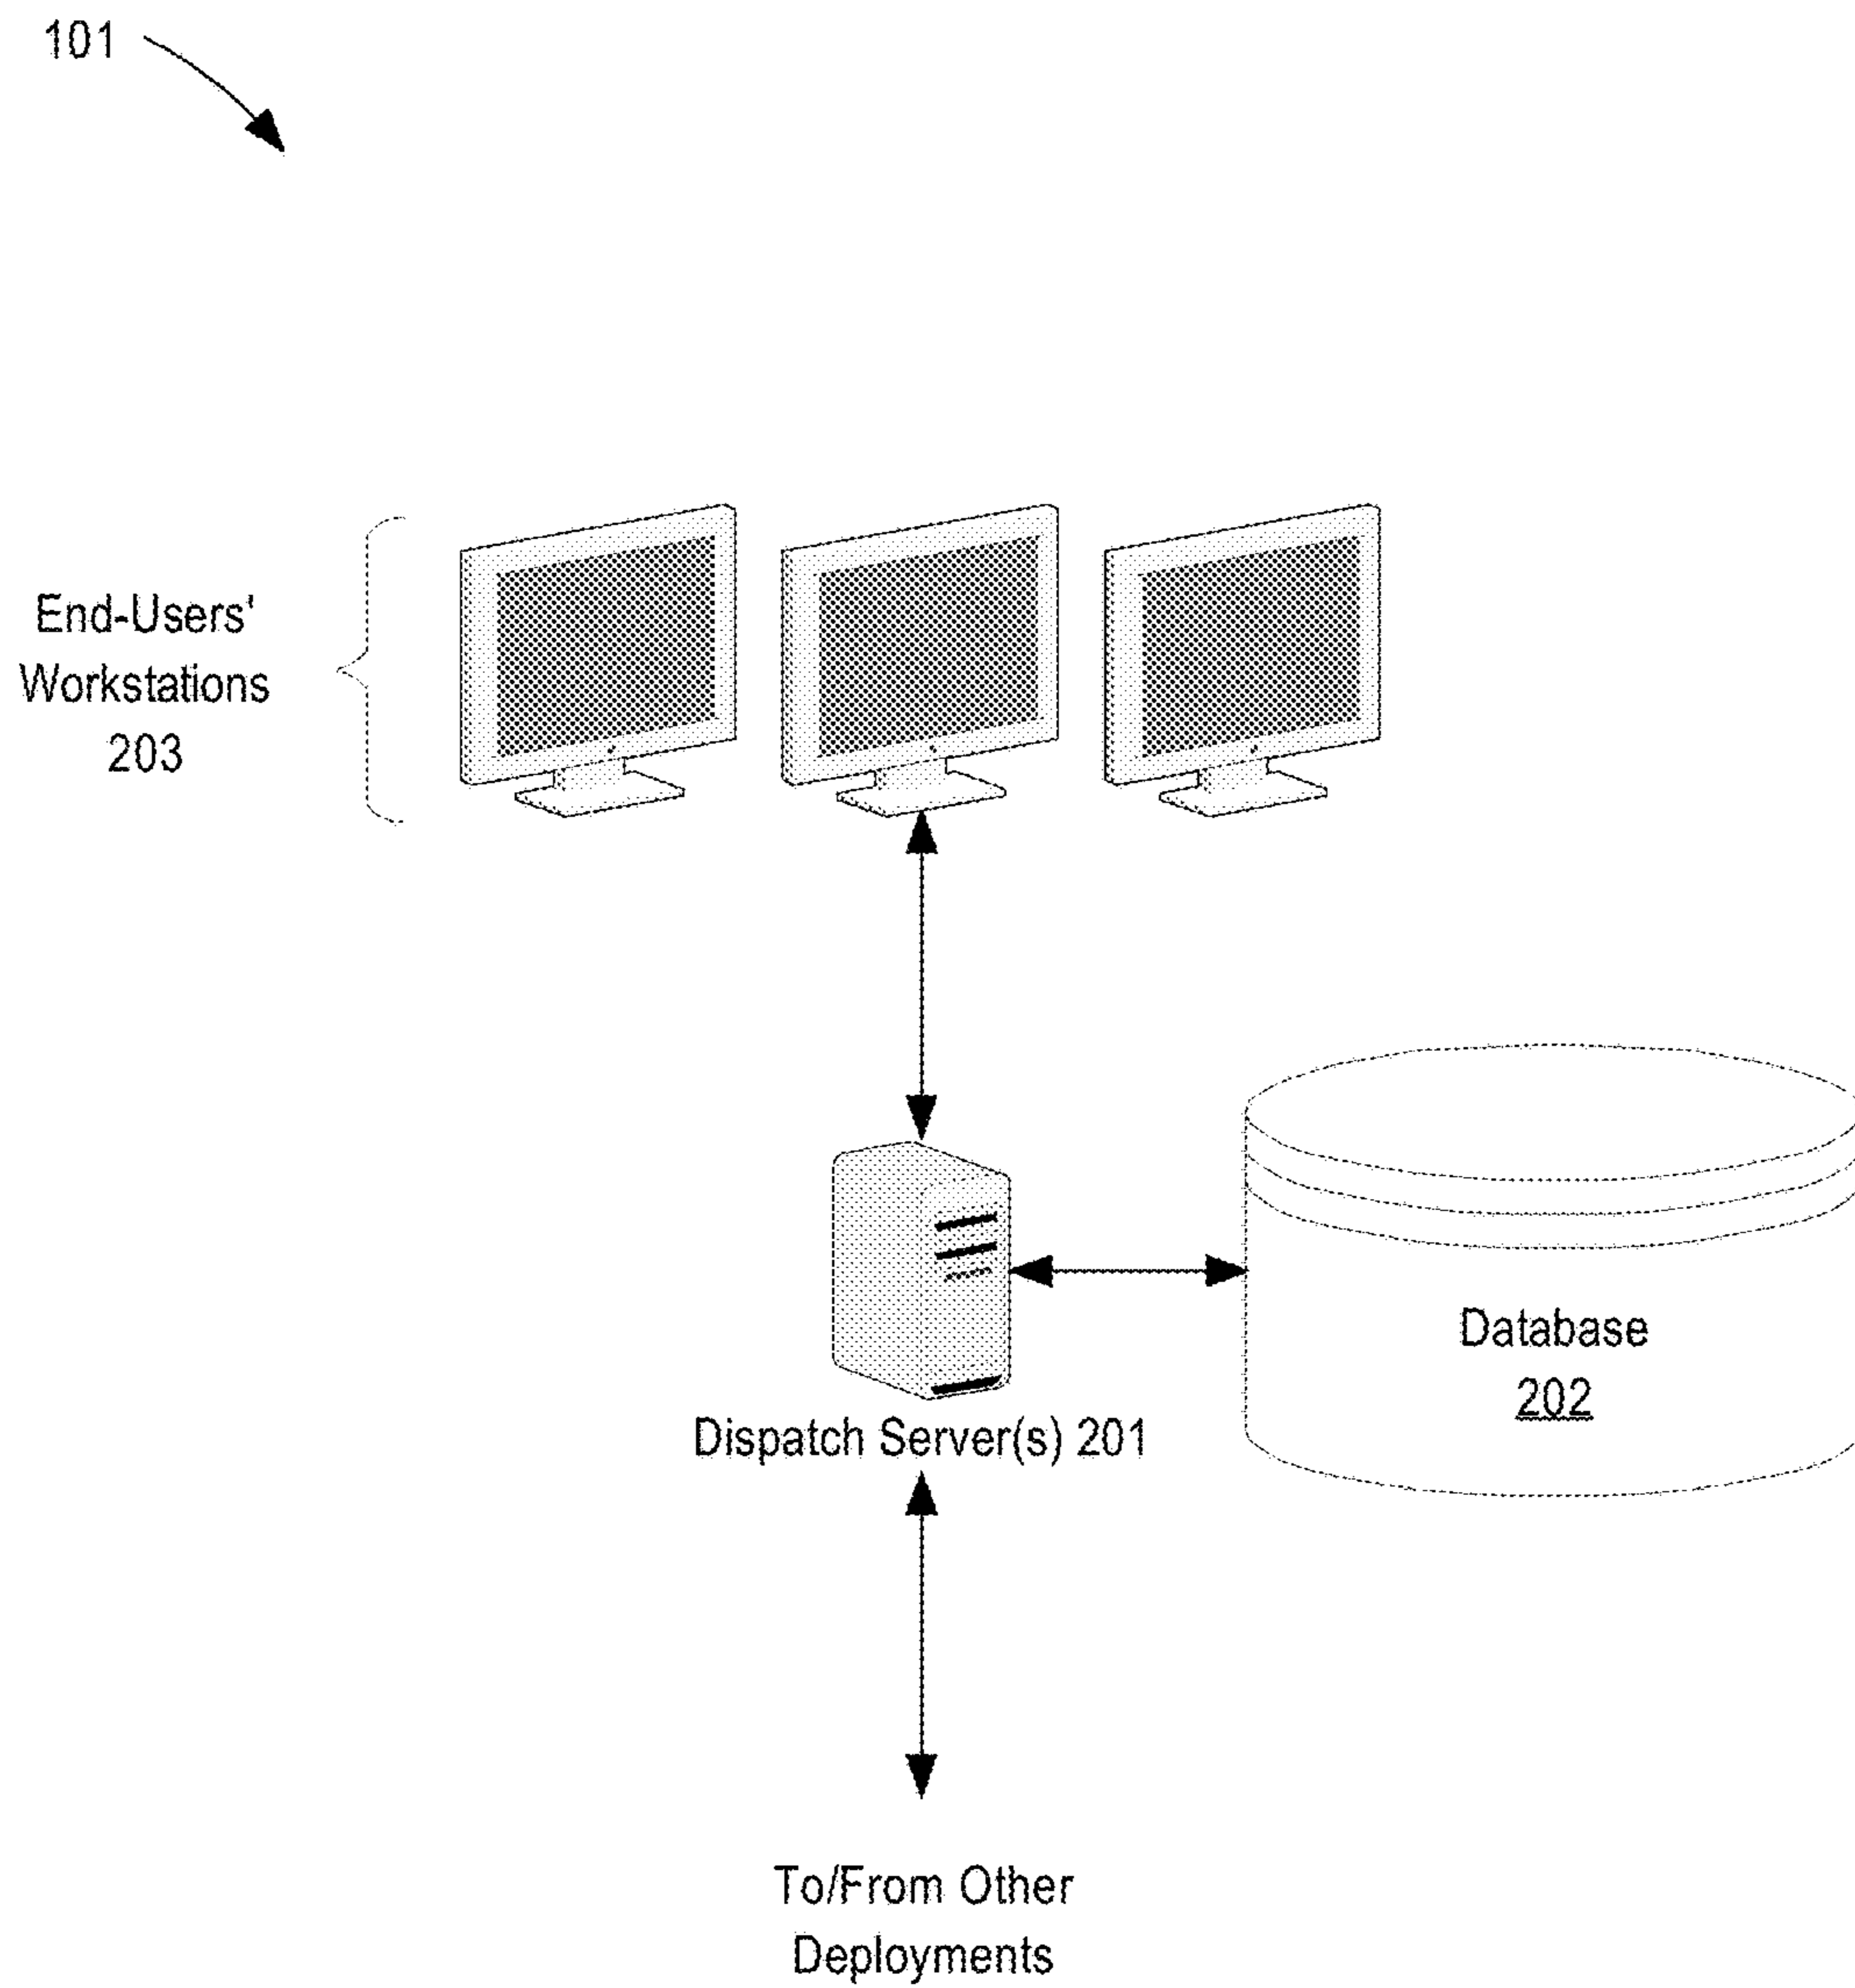 101
End-Users'
Workstations
203
Database
202
Dispatch Server(s) 201
To/From Other
Deployments